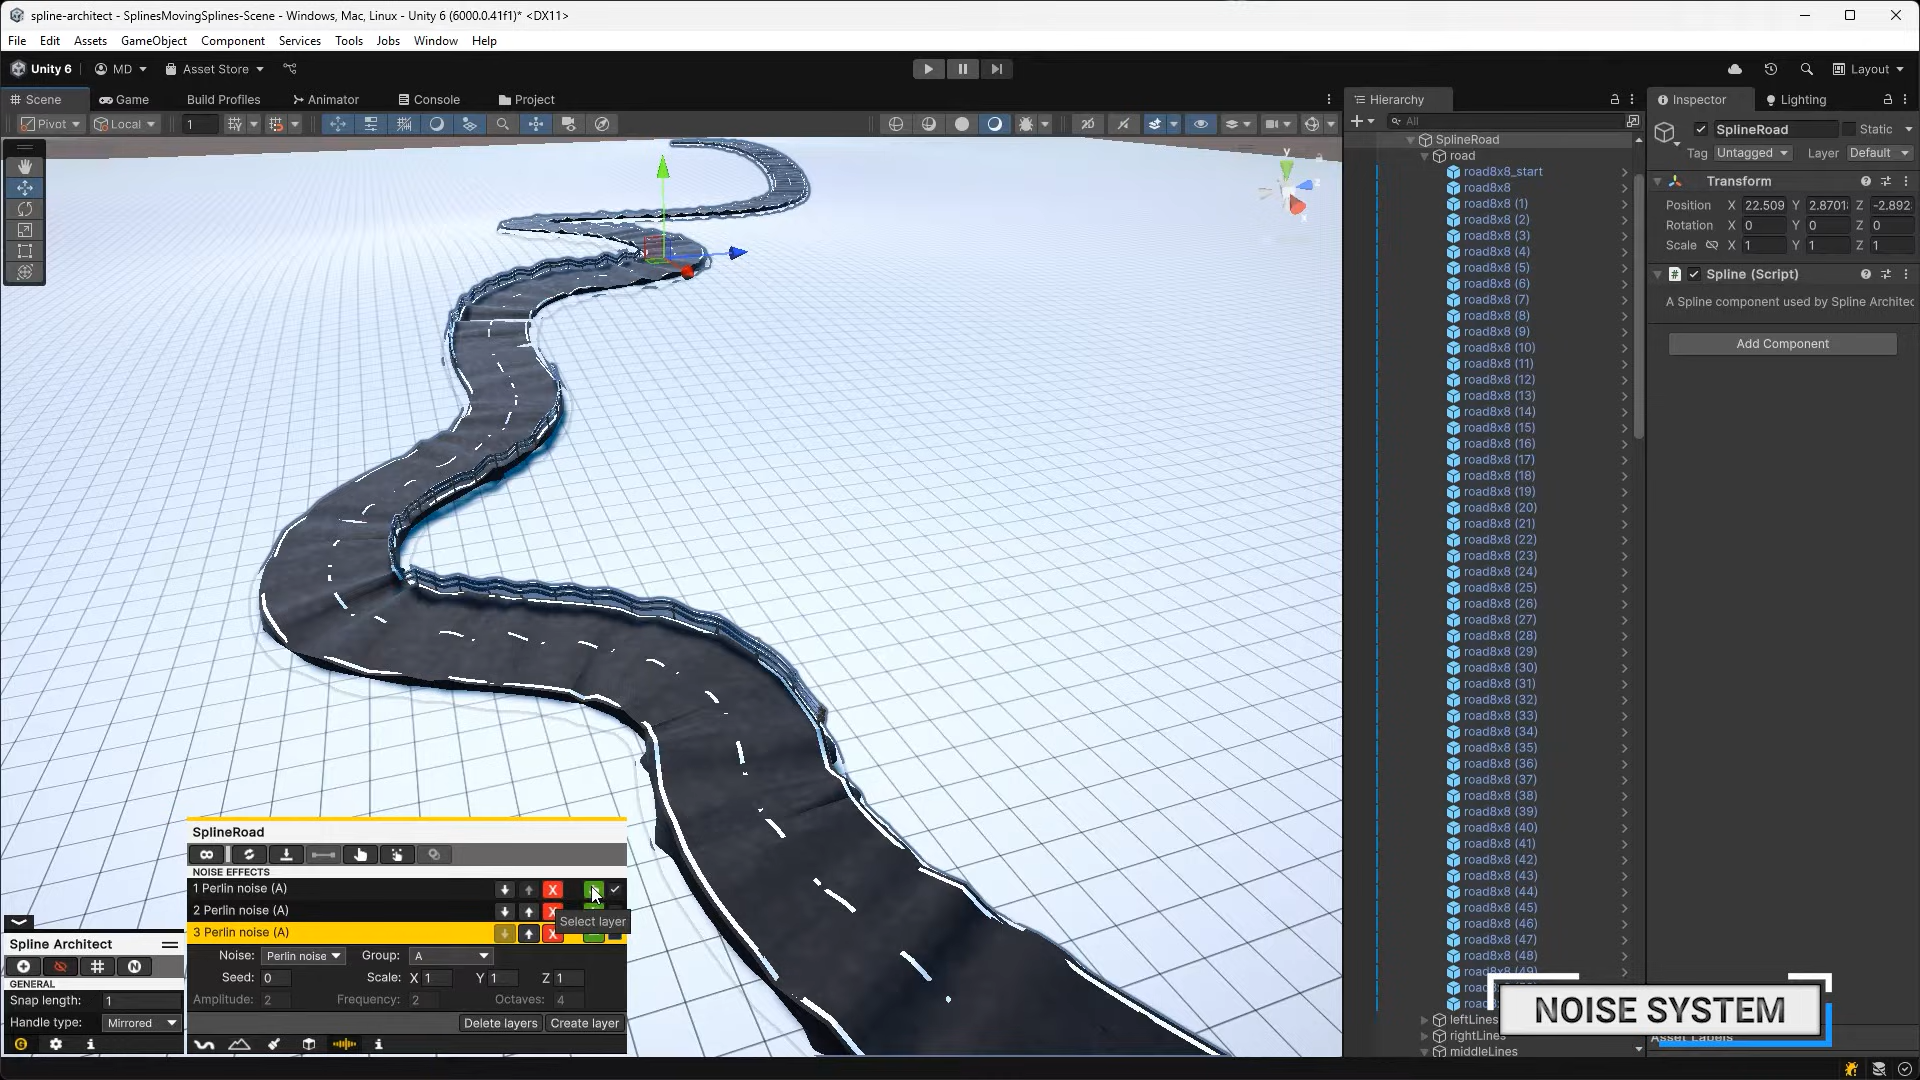 spline-architect - SplinesMovingSplines-Scene - Windows, Mac, Linux - Unity 6 (6000.0.41f1)* <DX11>
File Edit Assets GameObject Component Services Tools Jobs Window Help
Unity 6 MD Asset Store Layout
Scene Game Build Profiles Animator Console Project
Pivot Local 1 2D
Y
Z
X
SplineRoad
NOISE EFFECTS
1 Perlin noise (A) X
2 Perlin noise (A) X
Select layer
3 Perlin noise (A) X
Noise: Perlin noise Group: A
Seed: 0 Scale: X 1 Y 1 Z 1
Amplitude: 2 Frequency: 2 Octaves: 4
Delete layers Create layer
Spline Architect
GENERAL
Snap length: 1
Handle type: Mirrored
Hierarchy
All
SplineRoad
road
road8x8_start
road8x8
road8x8 (1)
road8x8 (2)
road8x8 (3)
road8x8 (4)
road8x8 (5)
road8x8 (6)
road8x8 (7)
road8x8 (8)
road8x8 (9)
road8x8 (10)
road8x8 (11)
road8x8 (12)
road8x8 (13)
road8x8 (14)
road8x8 (15)
road8x8 (16)
road8x8 (17)
road8x8 (18)
road8x8 (19)
road8x8 (20)
road8x8 (21)
road8x8 (22)
road8x8 (23)
road8x8 (24)
road8x8 (25)
road8x8 (26)
road8x8 (27)
road8x8 (28)
road8x8 (29)
road8x8 (30)
road8x8 (31)
road8x8 (32)
road8x8 (33)
road8x8 (34)
road8x8 (35)
road8x8 (36)
road8x8 (37)
road8x8 (38)
road8x8 (39)
road8x8 (40)
road8x8 (41)
road8x8 (42)
road8x8 (43)
road8x8 (44)
road8x8 (45)
road8x8 (46)
road8x8 (47)
road8x8 (48)
road8x8 (49)
leftLines
rightLines
middleLines
Inspector Lighting
SplineRoad Static
Tag Untagged Layer Default
Transform
Position X 22.509 Y 2.8701 Z -2.892
Rotation X 0 Y 0 Z 0
Scale X 1 Y 1 Z 1
Spline (Script)
A Spline component used by Spline Architec
Add Component
NOISE SYSTEM
Asset Labels